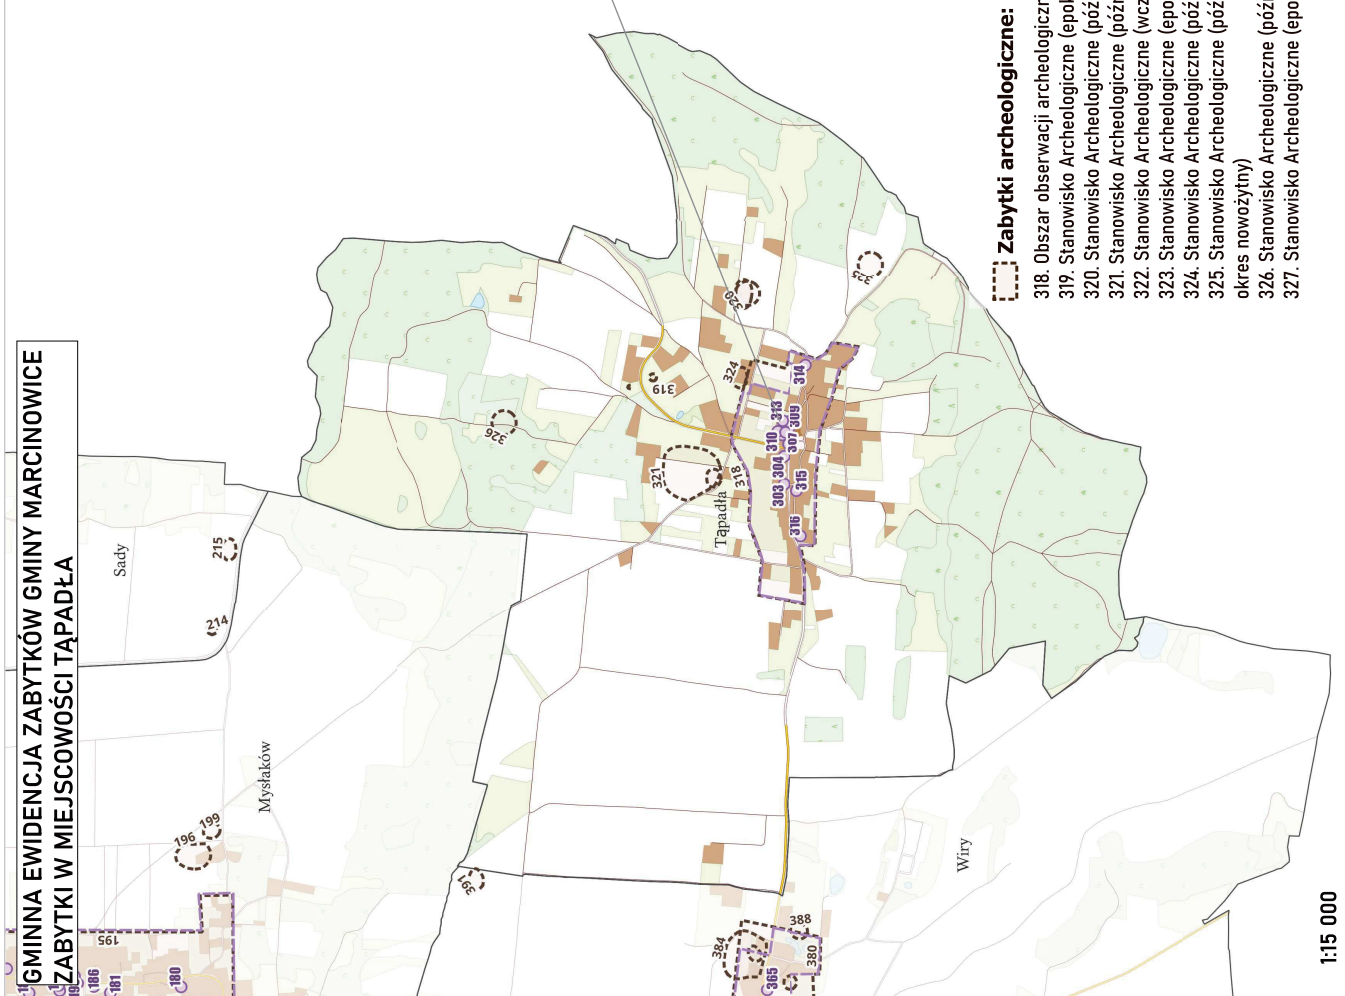 GMINNA EWIDENCJA ZABYTKÓW GMINY MARCINOWICE
ZABYTKI W MIEJSCOWOŚCI TĄPADŁA
Sady
215
214
Mysłaków
196
199
195
186
181
180
397
384
388
380
365
Wiry
326
321
319
324
320
325
318
Tąpadła
314
313
309
310
307
304
303
315
316
Zabytki archeologiczne:
318. Obszar obserwacji archeologiczn
319. Stanowisko Archeologiczne (epok
320. Stanowisko Archeologiczne (póź
321. Stanowisko Archeologiczne (późn
322. Stanowisko Archeologiczne (wcz
323. Stanowisko Archeologiczne (epo
324. Stanowisko Archeologiczne (póź
325. Stanowisko Archeologiczne (póź
okres nowożytny)
326. Stanowisko Archeologiczne (późn
327. Stanowisko Archeologiczne (epo
1:15 000